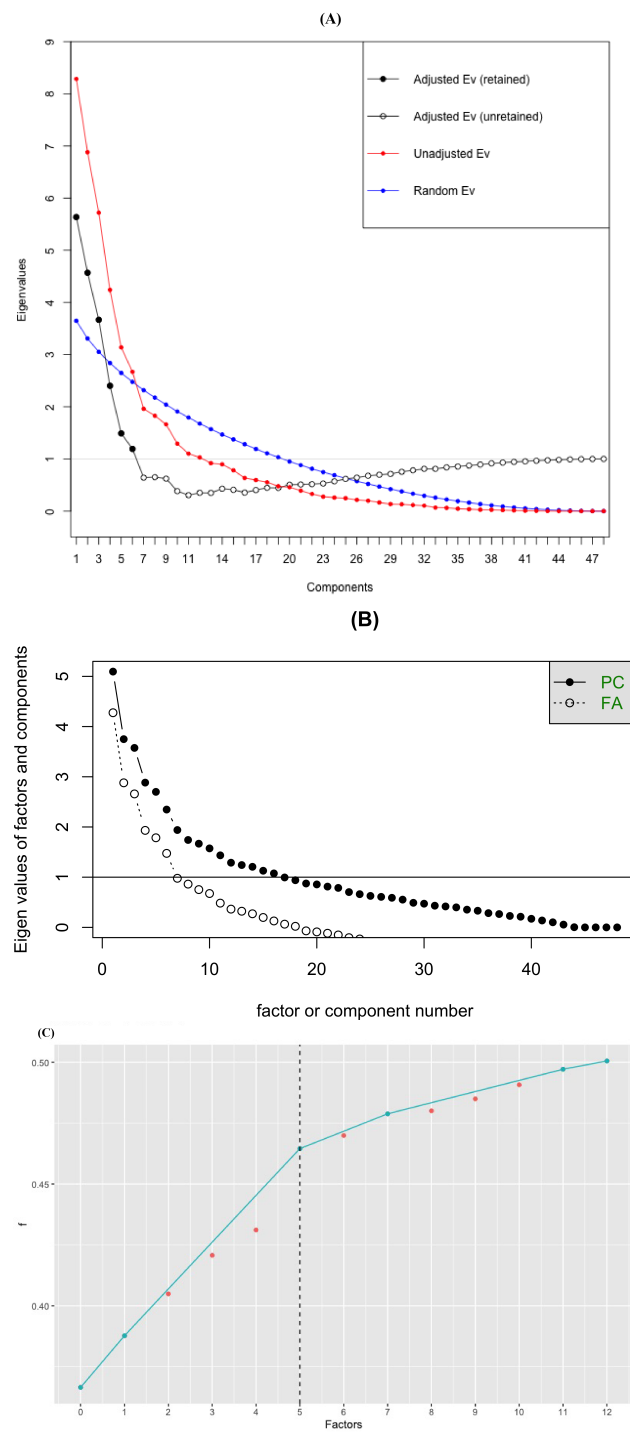 (A)
9
8
7
6
5
4
3
2
1
0
Eigenvalues
Adjusted Ev (retained)
Adjusted Ev (unretained)
Unadjusted Ev
Random Ev
1 3 5 7 9 11 14 17 20 23 26 29 32 35 38 41 44 47
Components
(B)
5
4
3
2
1
0
Eigen values of factors and components
PC
FA
0 10 20 30 40
factor or component number
(C)
0.50
0.45
0.40
f
0 1 2 3 4 5 6 7 8 9 10 11 12
Factors